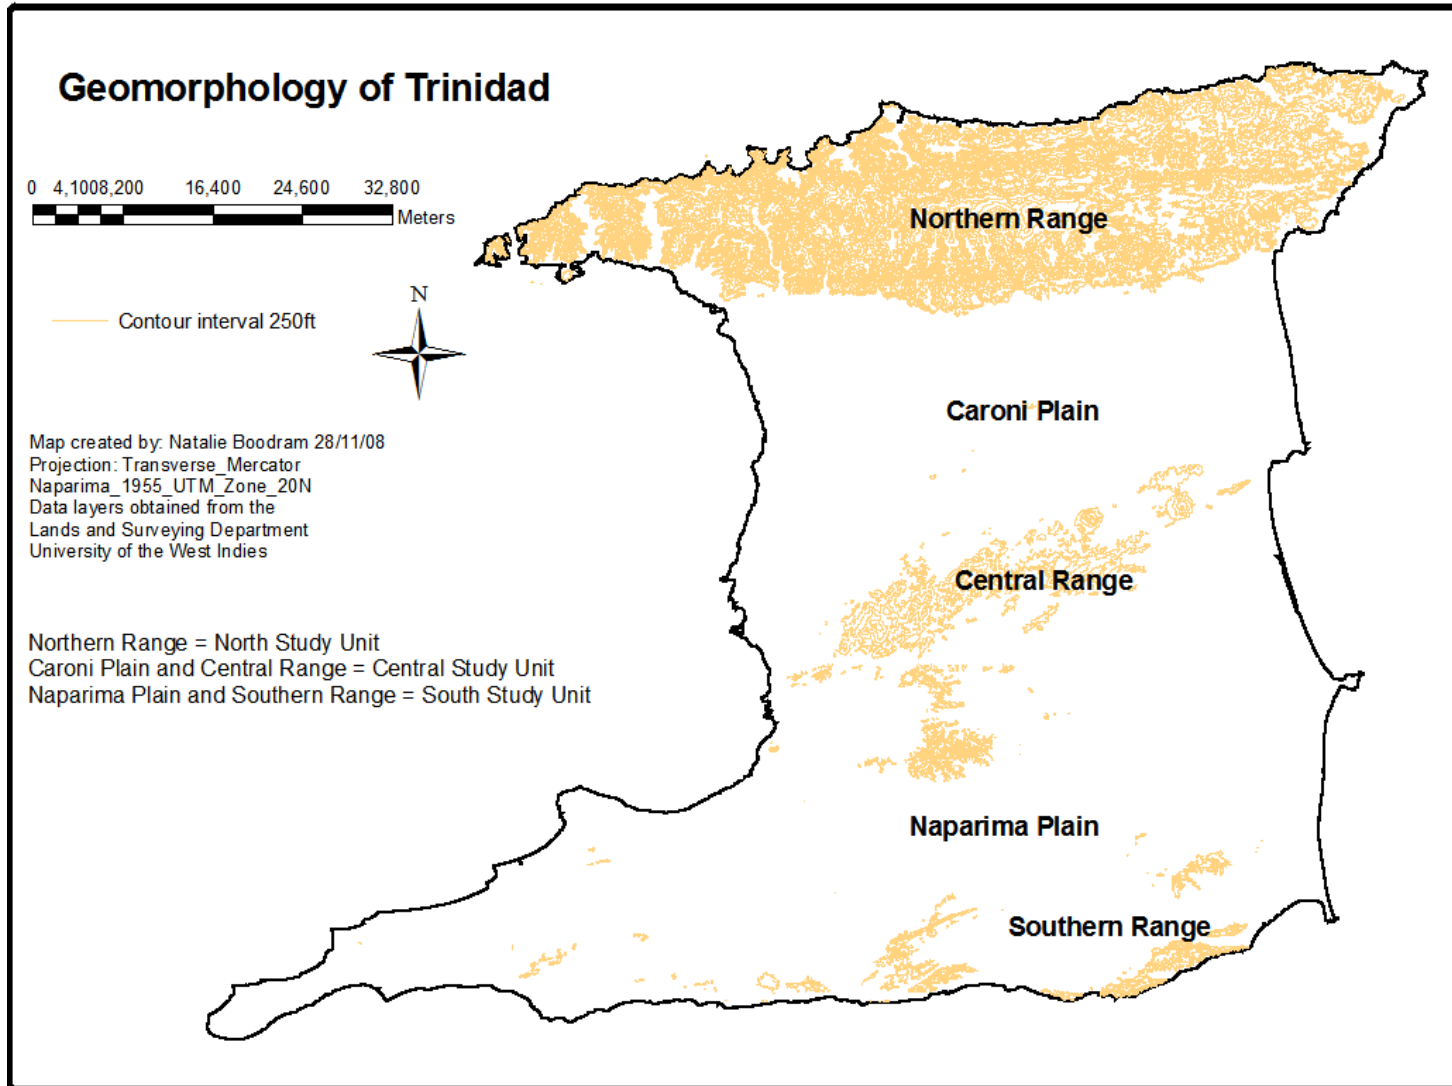 Geomorphology of Trinidad
0 4,100 8,200 16,400 24,600 32,800
Meters
N
Contour interval 250ft
Map created by: Natalie Boodram 28/11/08
Projection: Transverse_Mercator
Naparima_1955_UTM_Zone_20N
Data layers obtained from the
Lands and Surveying Department
University of the West Indies
Northern Range = North Study Unit
Caroni Plain and Central Range = Central Study Unit
Naparima Plain and Southern Range = South Study Unit
Northern Range
Caroni Plain
Central Range
Naparima Plain
Southern Range